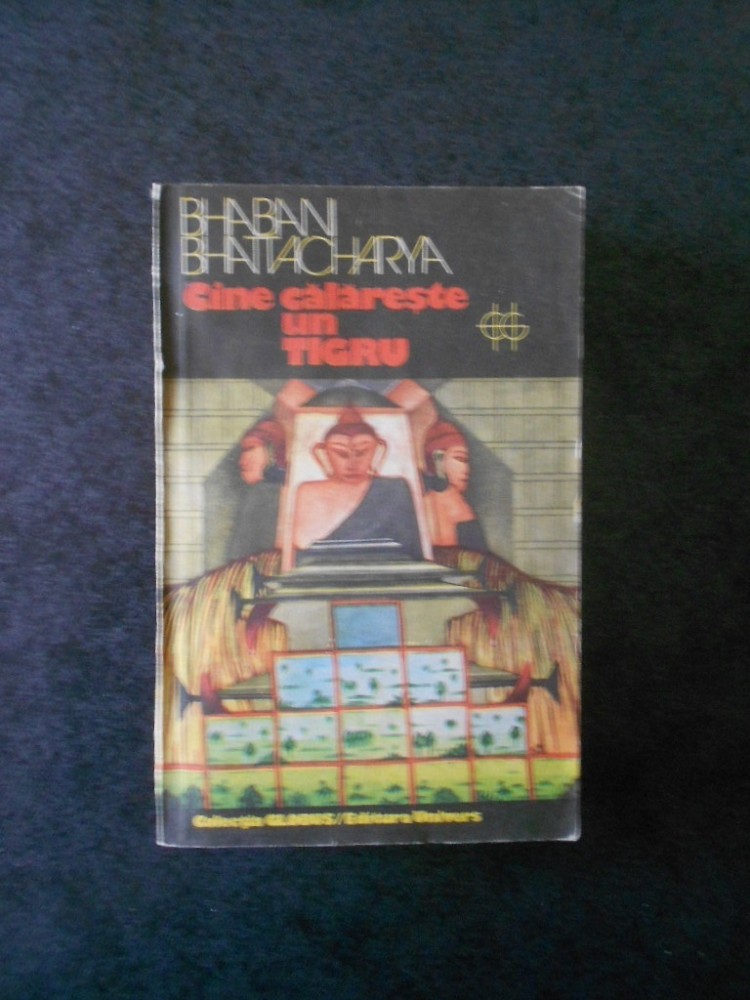 BHABANI
BHATTACHARYA
Cine călărește
un
TIGRU
Colecția GLOBUS//Editura Univers